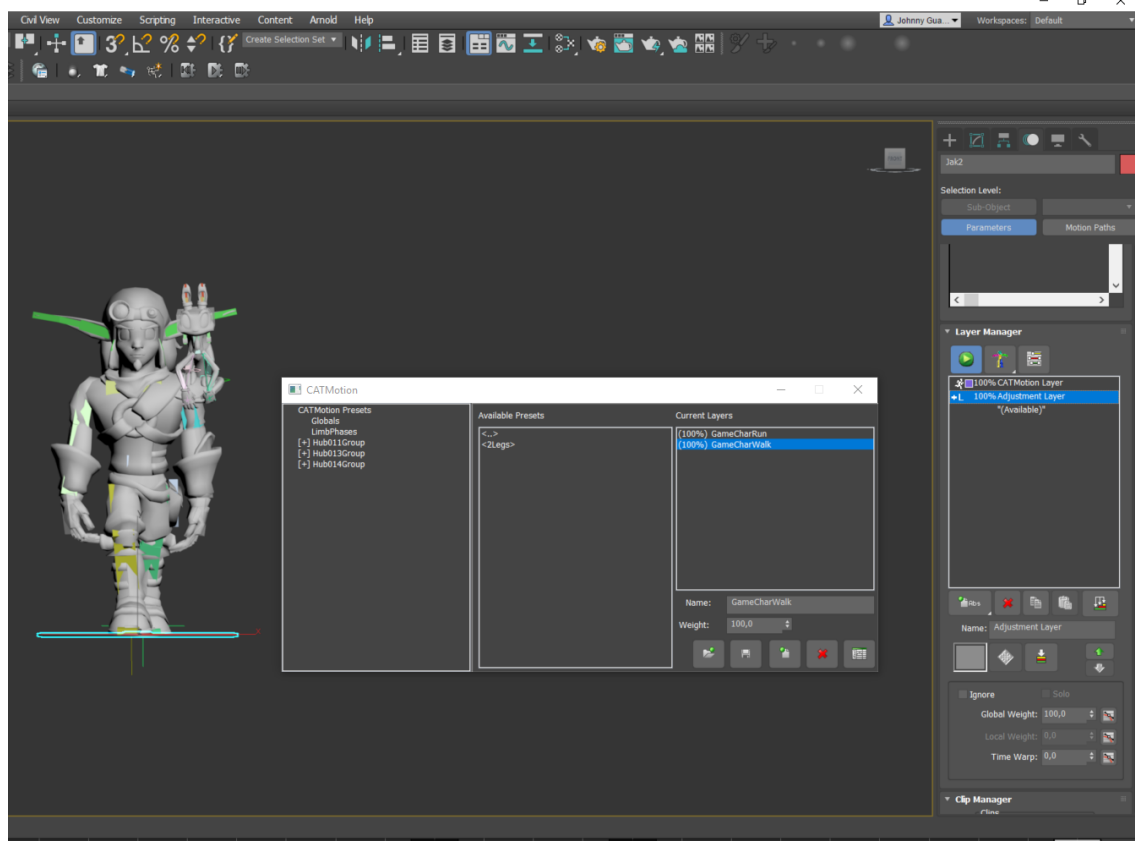 Civil View Customize Scripting Interactive Content Arnold Help
Johnny Gua... Workspaces: Default
Create Selection Set
FRONT
x
Jak2
Selection Level:
Sub-Object
Parameters Motion Paths
Layer Manager
100% CATMotion Layer
100% Adjustment Layer
"(Available)"
Abs
Name: Adjustment Layer
Ignore Solo
Global Weight: 100,0
Local Weight: 0,0
Time Warp: 0,0
Clip Manager
Clips
CATMotion
CATMotion Presets
Globals
LimbPhases
[+] Hub011Group
[+] Hub013Group
[+] Hub014Group
Available Presets
<..>
<2Legs>
Current Layers
(100%) GameCharRun
(100%) GameCharWalk
Name: GameCharWalk
Weight: 100,0